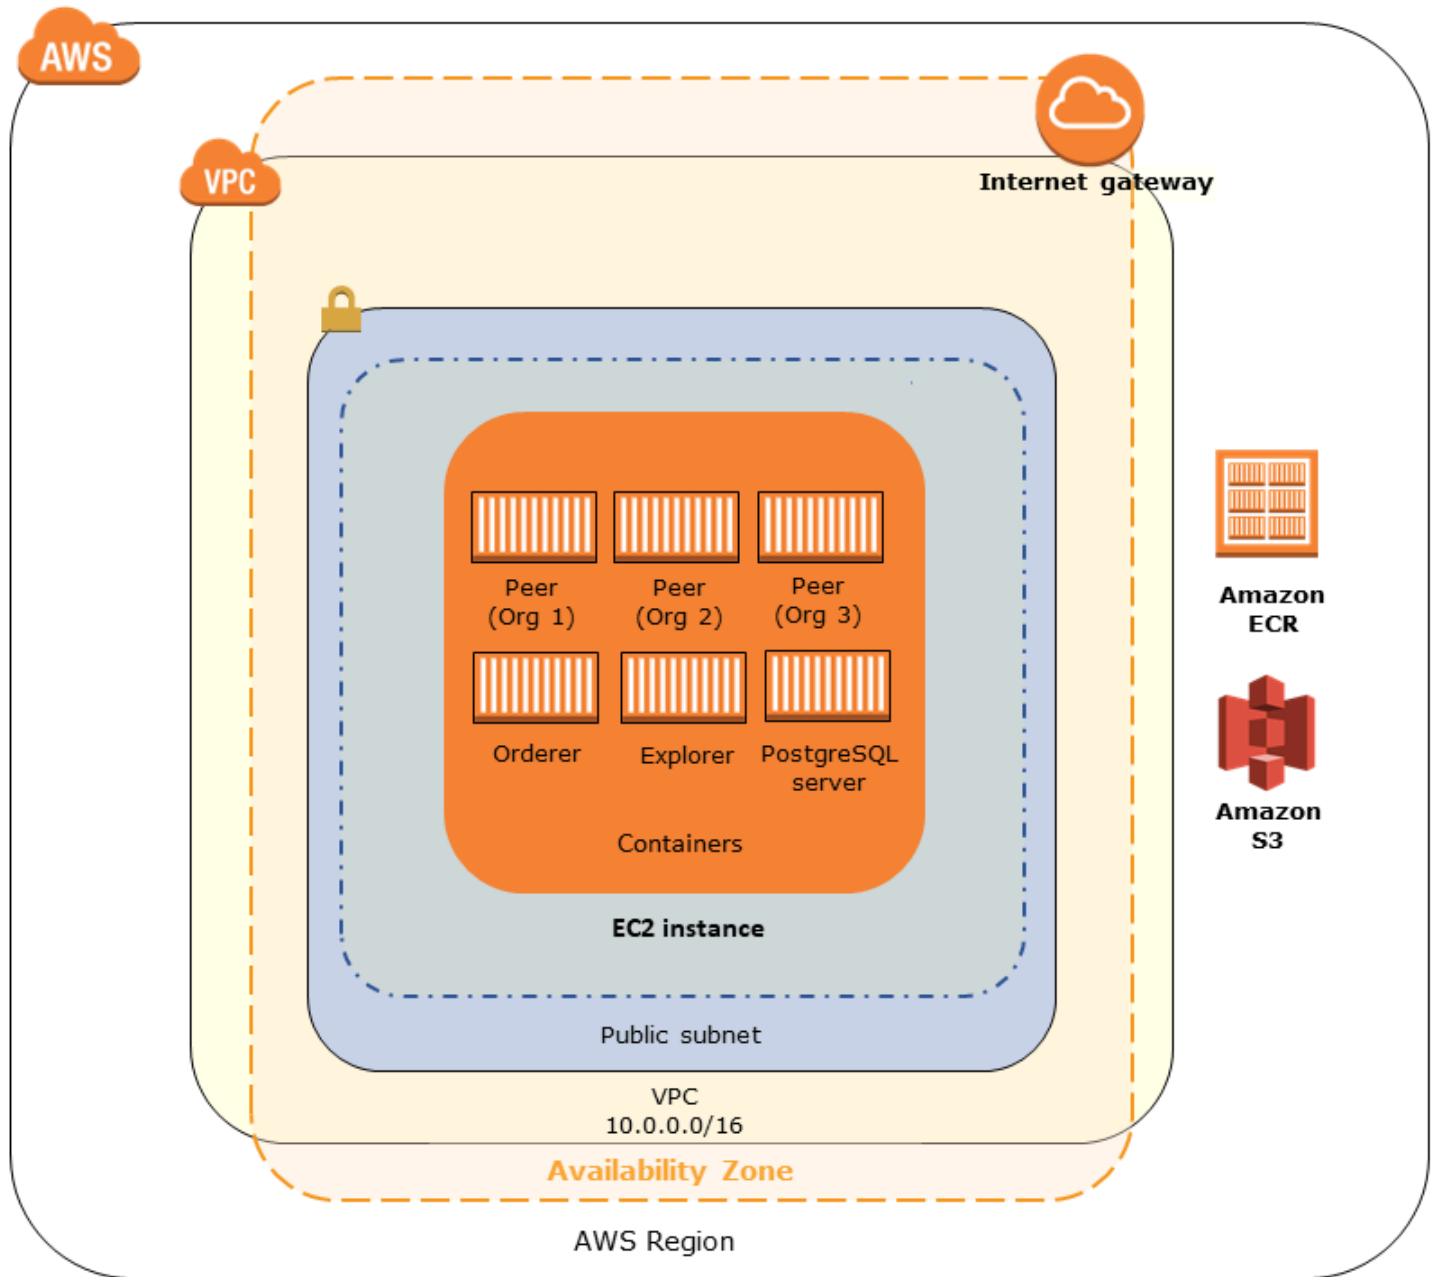 AWS
VPC
Internet gateway
Peer
(Org 1)
Peer
(Org 2)
Peer
(Org 3)
Orderer
Explorer
PostgreSQL
server
Containers
EC2 instance
Public subnet
VPC
10.0.0.0/16
Availability Zone
AWS Region
Amazon
ECR
Amazon
S3